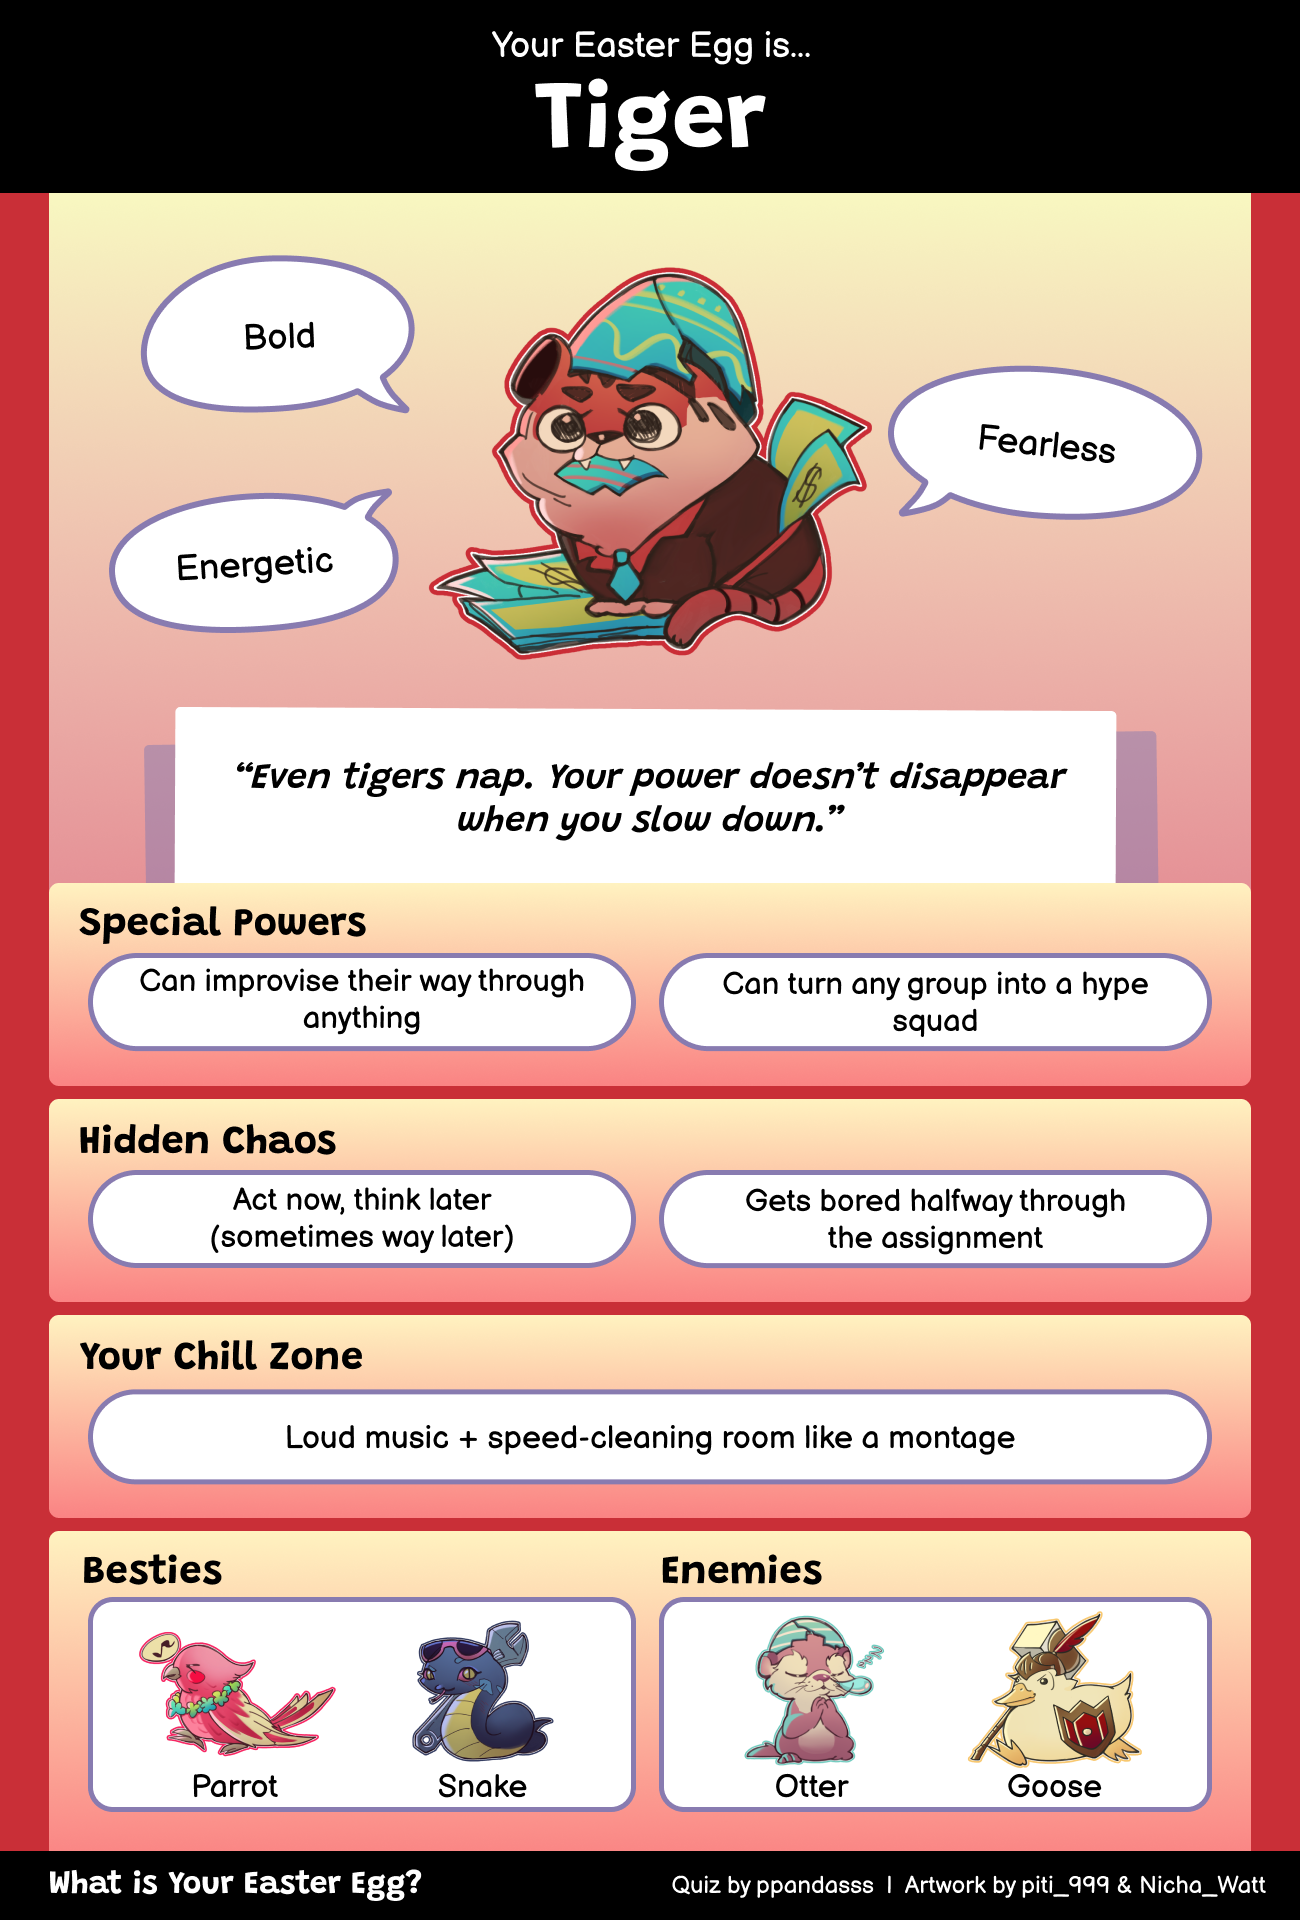 Your Easter Egg is...
Tiger
Bold
Fearless
Energetic
$
“Even tigers nap. Your power doesn’t disappear
when you slow down.”
Special Powers
Can improvise their way through
anything
Can turn any group into a hype
squad
Hidden Chaos
Act now, think later
(sometimes way later)
Gets bored halfway through
the assignment
Your Chill Zone
Loud music + speed-cleaning room like a montage
Besties
Enemies
Parrot
Snake
Otter
Goose
What is Your Easter Egg?
Quiz by ppandasss | Artwork by piti_999 & Nicha_Watt